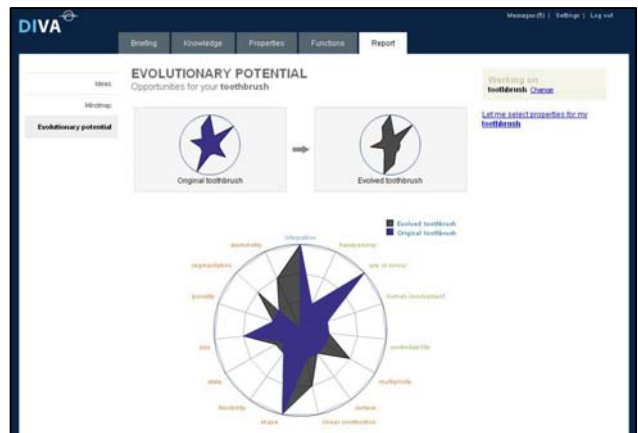 DIVA
Messages(5) | Settings | Log out
Briefing Knowledge Properties Functions Report
EVOLUTIONARY POTENTIAL
Opportunities for your toothbrush
Ideas
Mindmap
Evolutionary potential
Working on
toothbrush Change
Let me select properties for my
toothbrush
Original toothbrush
Evolved toothbrush
Evolved toothbrush
Original toothbrush
integration
asymmetry
transparency
segmentation
use of colour
porosity
human involvement
size
controllability
state
multiplicity
flexibility
surface
shape
linear construction